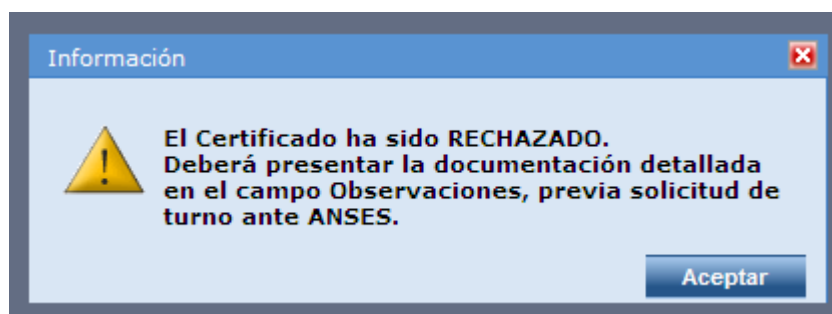 Información
El Certificado ha sido RECHAZADO.
Deberá presentar la documentación detallada
en el campo Observaciones, previa solicitud de
turno ante ANSES.
Aceptar